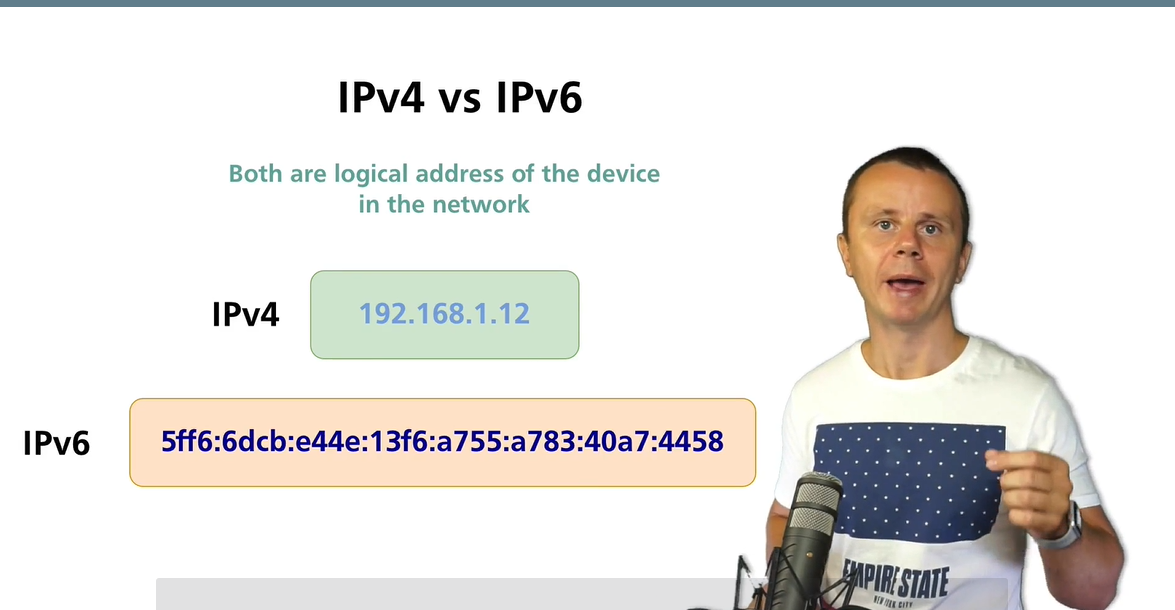 IPv4 vs IPv6
Both are logical address of the device
in the network
IPv4
192.168.1.12
IPv6
5ff6:6dcb:e44e:13f6:a755:a783:40a7:4458
EMPIRE STATE
NEW YORK CITY